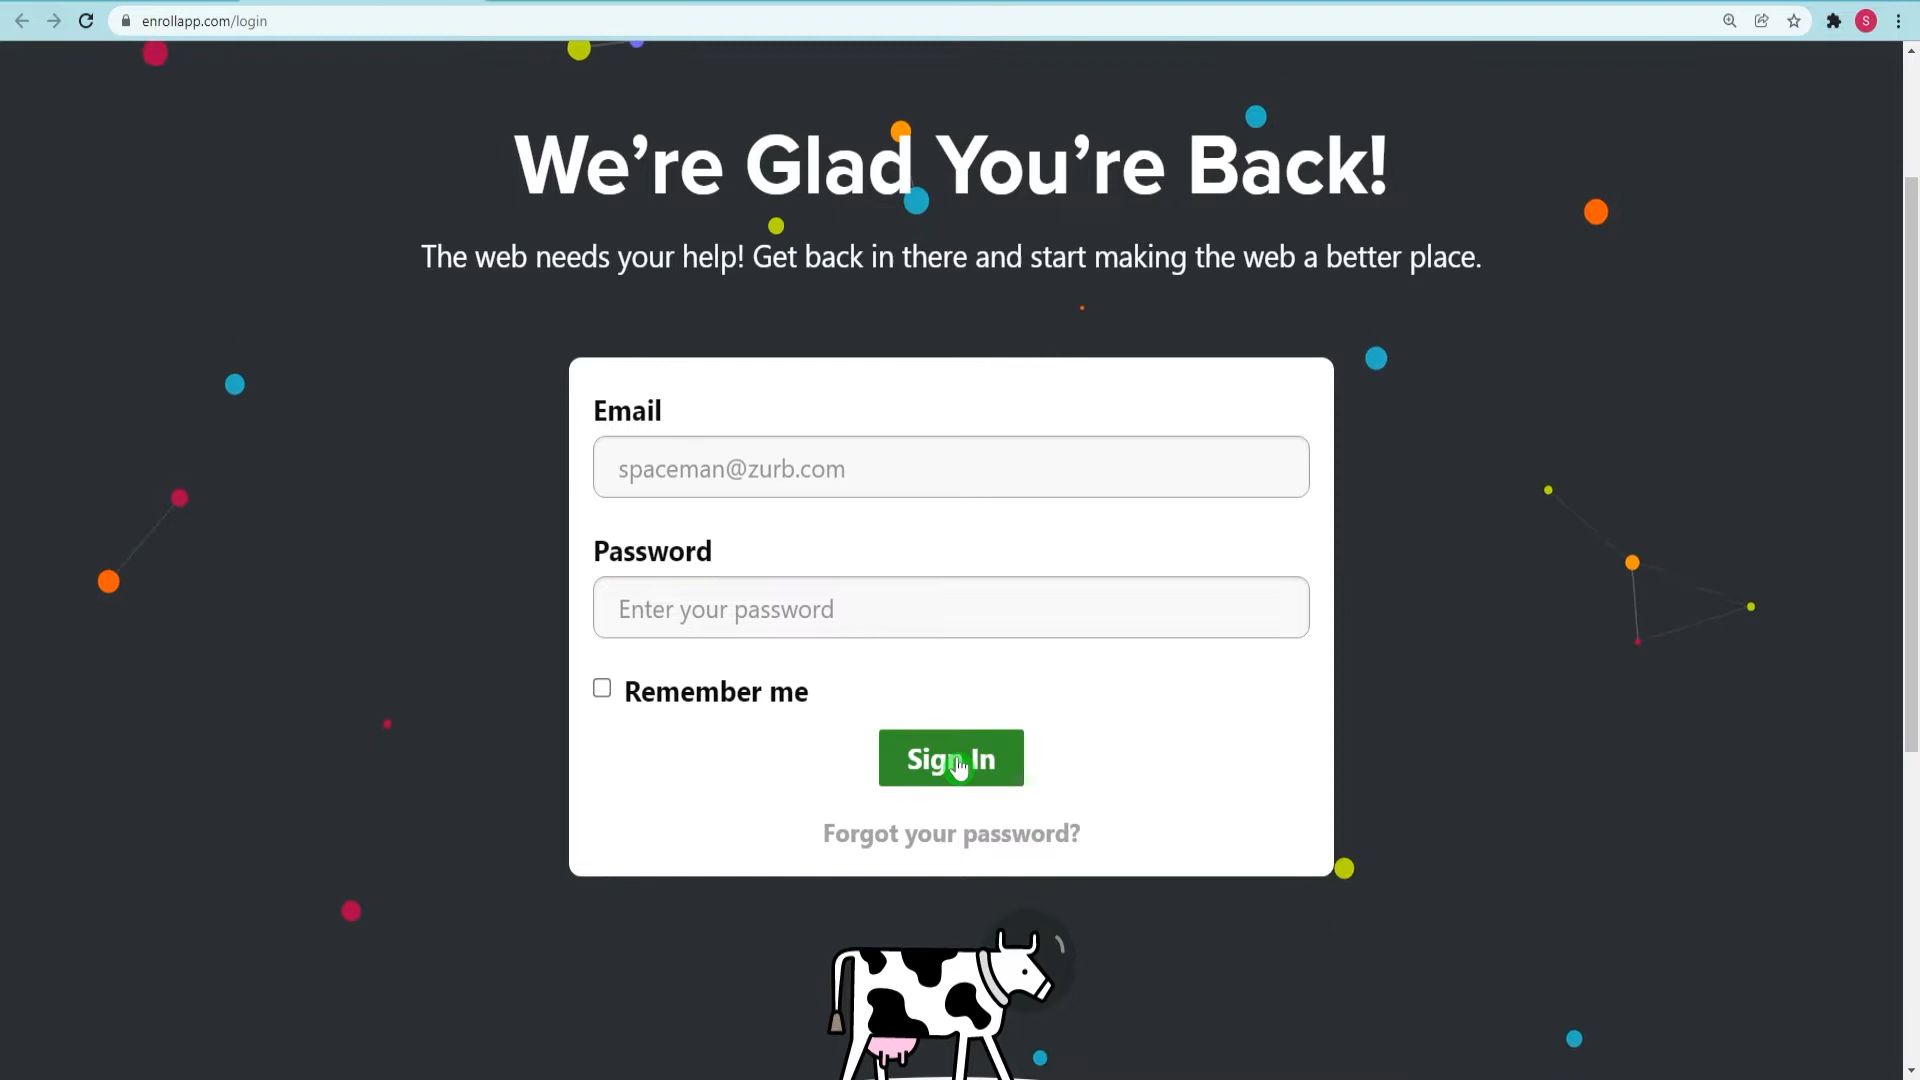 enrollapp.com/login
S
We’re Glad You’re Back!
The web needs your help! Get back in there and start making the web a better place.
Email
spaceman@zurb.com
Password
Enter your password
Remember me
Sign In
Forgot your password?